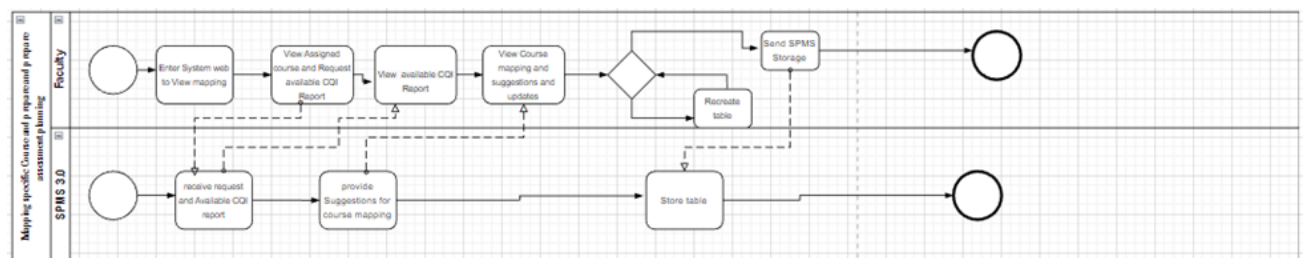 Mapping specific Course and prepare and prepare
assessment planning
Faculty
Enter System web
to View mapping
View Assigned
course and Request
available CQI
Report
View available CQI
Report
View Course
mapping and
suggestions and
updates
Send SPMS
Storage
Recreate
table
SPMS 3.0
receive request
and Available CQI
report
provide
Suggestions for
course mapping
Store table